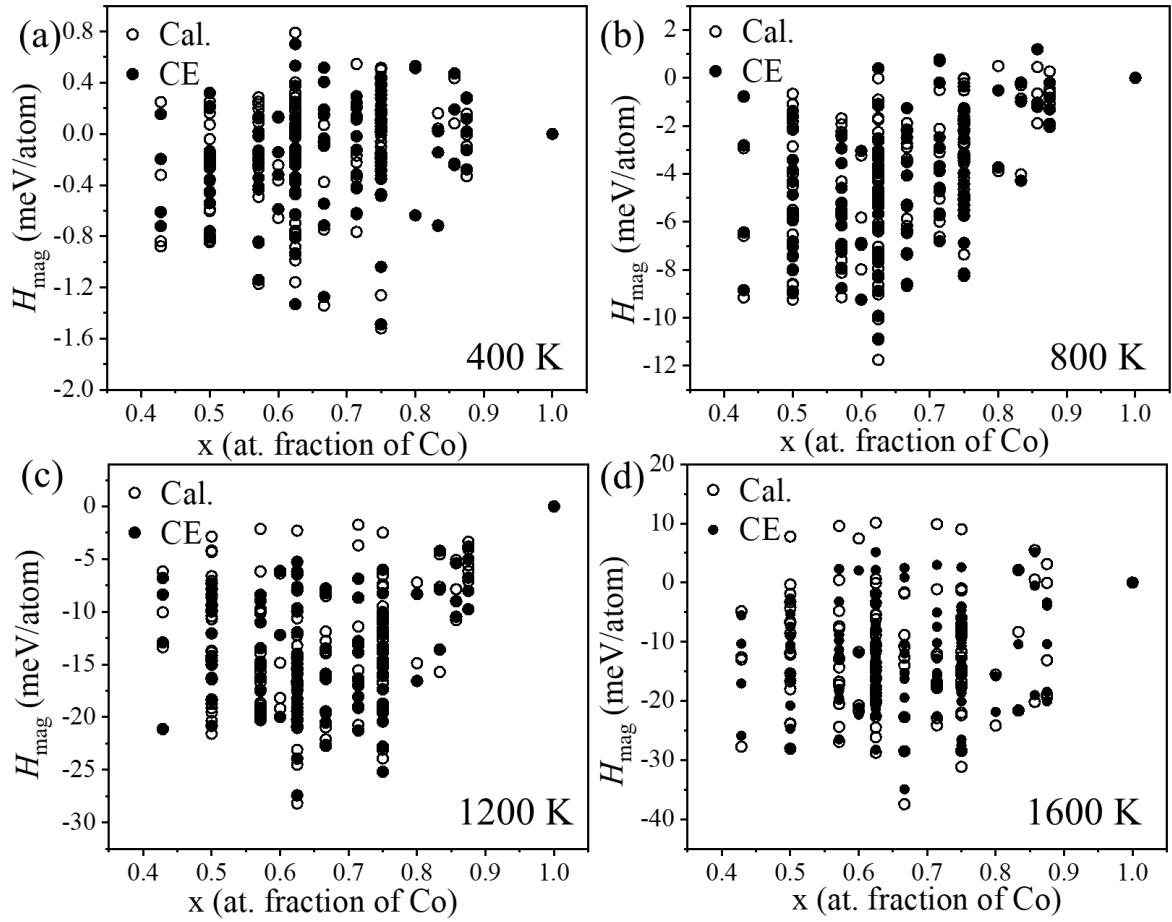 (a)
Cal.
CE
0.8
0.4
0.0
-0.4
-0.8
-1.2
-1.6
-2.0
H_mag (meV/atom)
400 K
0.4 0.5 0.6 0.7 0.8 0.9 1.0
x (at. fraction of Co)
(b)
Cal.
CE
2
0
-2
-4
-6
-8
-10
-12
H_mag (meV/atom)
800 K
0.4 0.5 0.6 0.7 0.8 0.9 1.0
x (at. fraction of Co)
(c)
Cal.
CE
0
-5
-10
-15
-20
-25
-30
H_mag (meV/atom)
1200 K
0.4 0.5 0.6 0.7 0.8 0.9 1.0
x (at. fraction of Co)
(d)
Cal.
CE
20
10
0
-10
-20
-30
-40
H_mag (meV/atom)
1600 K
0.4 0.5 0.6 0.7 0.8 0.9 1.0
x (at. fraction of Co)